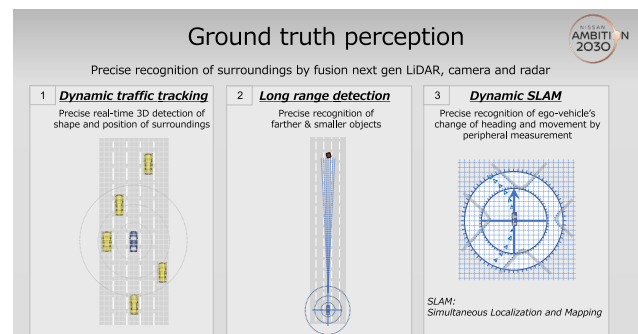 Ground truth perception
NISSAN
AMBITION
2030
Precise recognition of surroundings by fusion next gen LiDAR, camera and radar
1 Dynamic traffic tracking
Precise real-time 3D detection of
shape and position of surroundings
2 Long range detection
Precise recognition of
farther & smaller objects
3 Dynamic SLAM
Precise recognition of ego-vehicle's
change of heading and movement by
peripheral measurement
SLAM:
Simultaneous Localization and Mapping